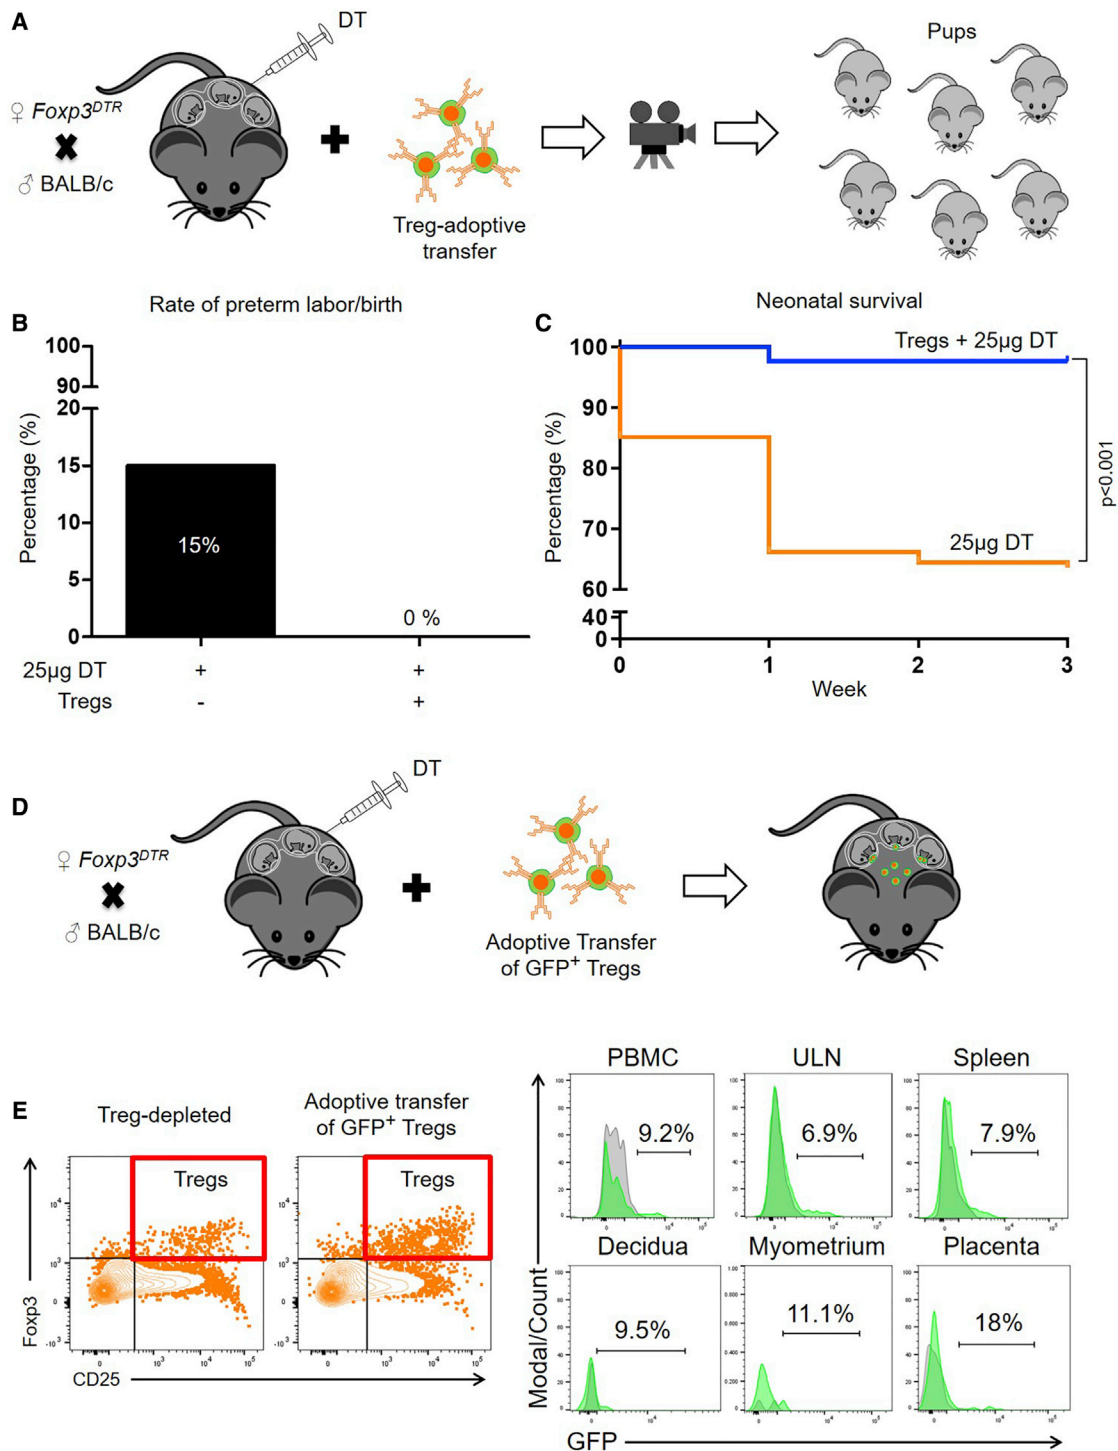 A
DT
Pups
♀ Foxp3DTR
♂ BALB/c
Treg-adoptive
transfer
Rate of preterm labor/birth
Neonatal survival
B
C
100
90
20
15
10
5
0
Percentage (%)
15%
0 %
25µg DT
+
+
Tregs
-
+
100
90
80
70
60
40
0
Percentage (%)
Tregs + 25µg DT
25µg DT
p<0.001
0
1
2
3
Week
D
DT
♀ Foxp3DTR
♂ BALB/c
Adoptive Transfer
of GFP+ Tregs
E
Treg-depleted
Adoptive transfer
of GFP+ Tregs
Tregs
Tregs
Foxp3
CD25
PBMC
ULN
Spleen
9.2%
6.9%
7.9%
Decidua
Myometrium
Placenta
9.5%
11.1%
18%
Modal/Count
GFP